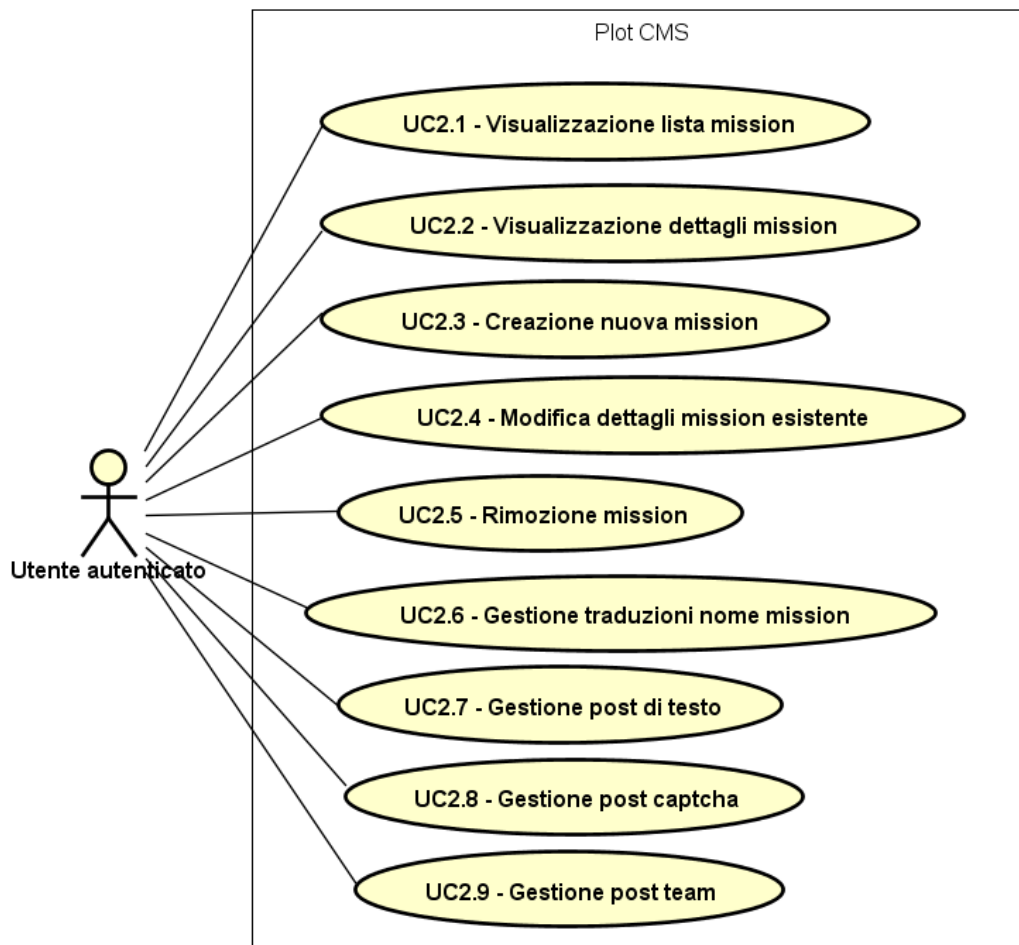 Plot CMS
UC2.1 - Visualizzazione lista mission
UC2.2 - Visualizzazione dettagli mission
UC2.3 - Creazione nuova mission
UC2.4 - Modifica dettagli mission esistente
UC2.5 - Rimozione mission
Utente autenticato
UC2.6 - Gestione traduzioni nome mission
UC2.7 - Gestione post di testo
UC2.8 - Gestione post captcha
UC2.9 - Gestione post team